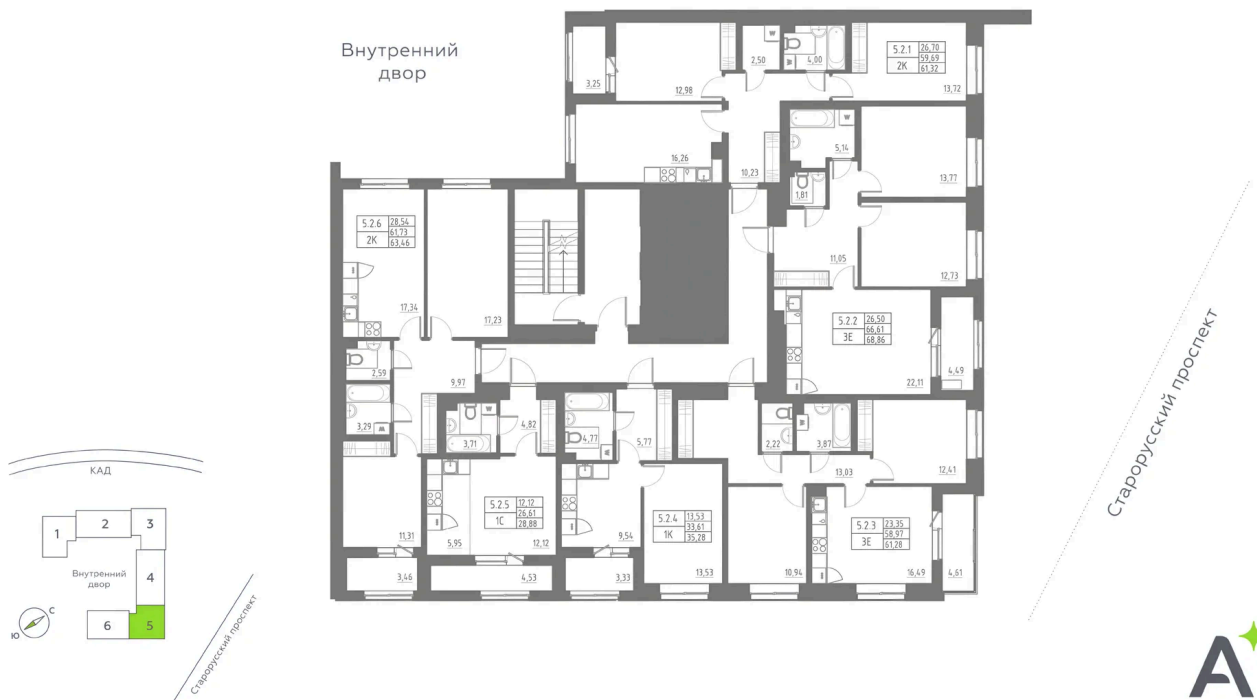 Внутренний
двор
3,25
12,98
2,50
W
4,00
W
5.2.1
2К
26,70
59,69
61,32
13,72
16,26
10,23
W
5,14
1,81
13,77
11,05
12,73
5.2.6
2К
28,54
61,73
63,46
17,34
17,23
5.2.2
3Е
26,50
66,61
68,86
22,11
4,49
2,59
9,97
3,29
W
3,71
W
4,82
4,77
W
5,77
2,22
W
3,87
13,03
12,41
5.2.5
1С
12,12
26,61
28,88
5,95
12,12
11,31
5.2.4
1К
13,53
33,61
35,28
9,54
13,53
10,94
5.2.3
3Е
23,35
58,97
61,28
16,49
4,61
3,46
4,53
3,33
Старорусский проспект
КАД
1
2
3
4
5
6
Внутренний
двор
С
Ю
Старорусский проспект
А